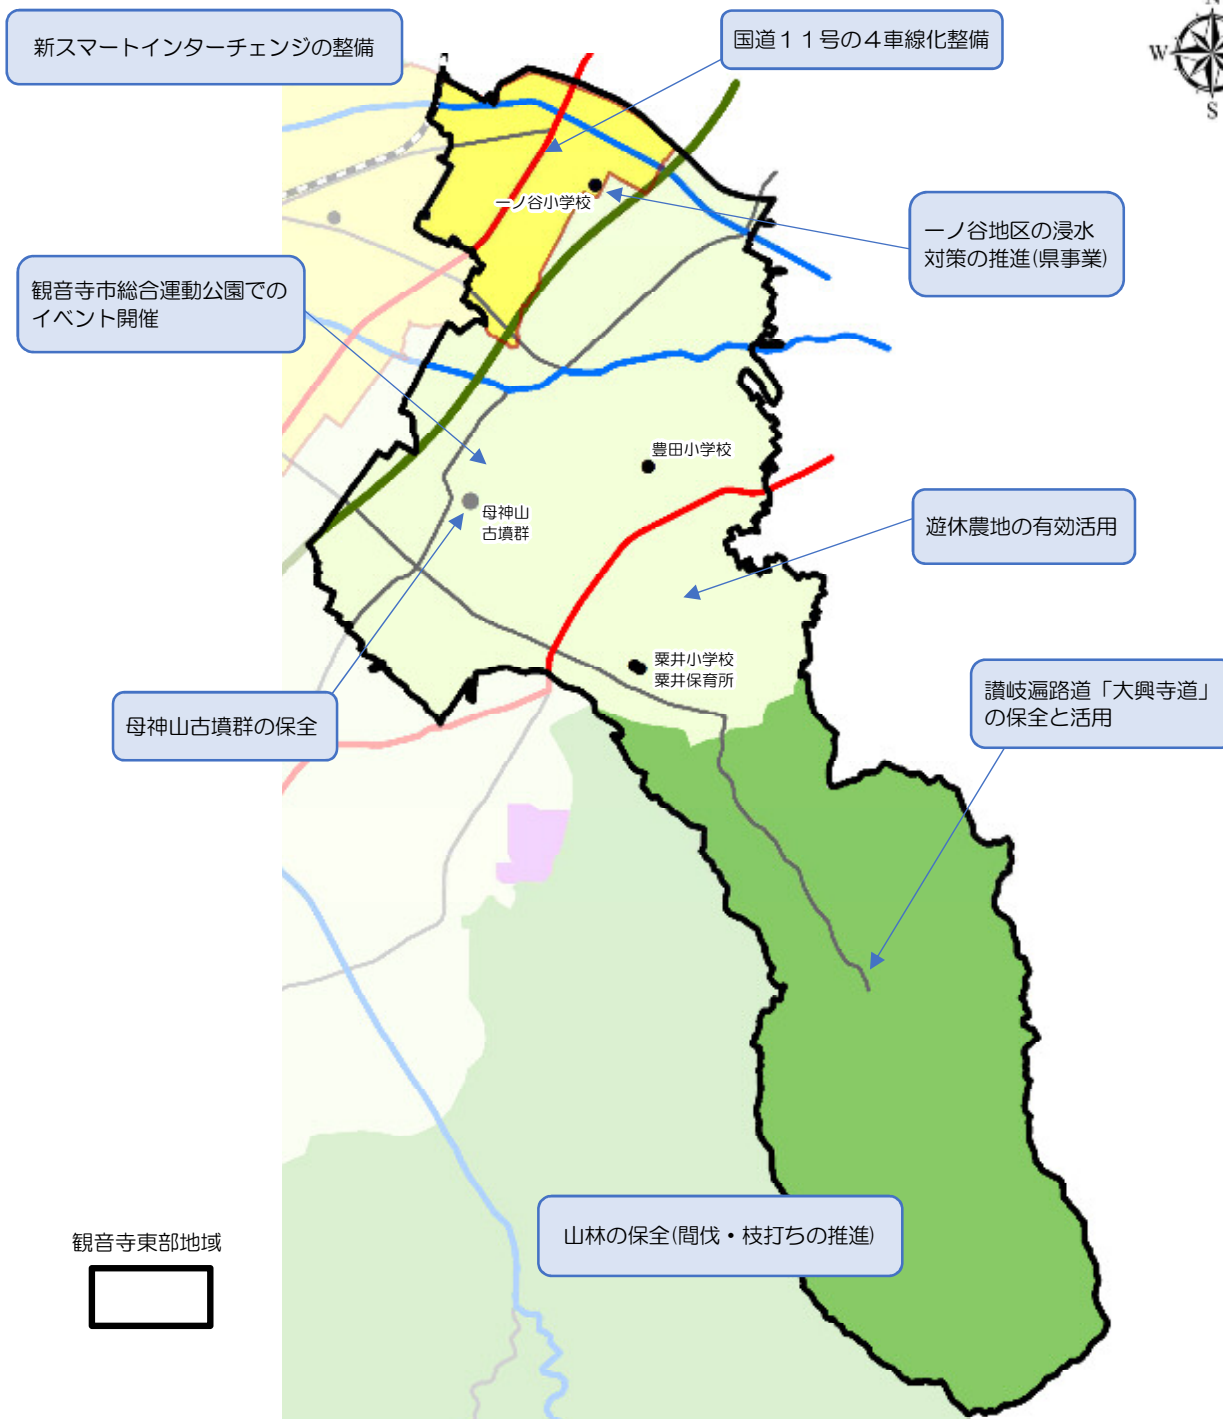 N
W
S
新スマートインターチェンジの整備
国道１１号の４車線化整備
一ノ谷小学校
一ノ谷地区の浸水
対策の推進(県事業)
観音寺市総合運動公園での
イベント開催
豊田小学校
母神山
古墳群
遊休農地の有効活用
粟井小学校
粟井保育所
讃岐遍路道「大興寺道」
の保全と活用
母神山古墳群の保全
山林の保全(間伐・枝打ちの推進)
観音寺東部地域